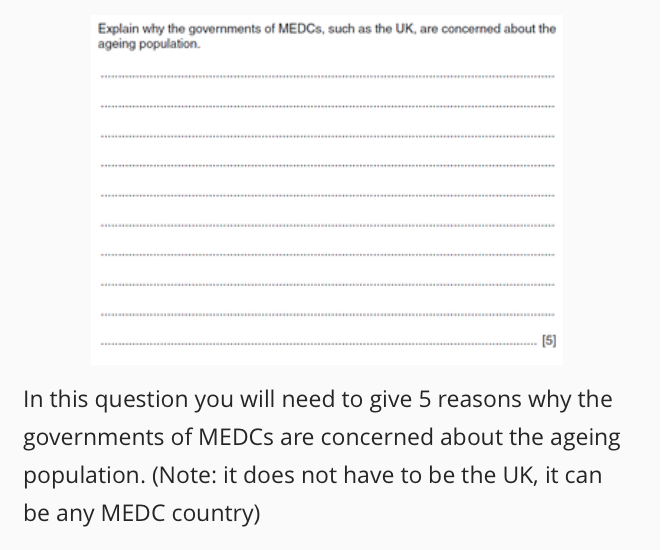 Explain why the governments of MEDCs, such as the UK, are concerned about the
ageing population.
[5]
In this question you will need to give 5 reasons why the
governments of MEDCs are concerned about the ageing
population. (Note: it does not have to be the UK, it can
be any MEDC country)